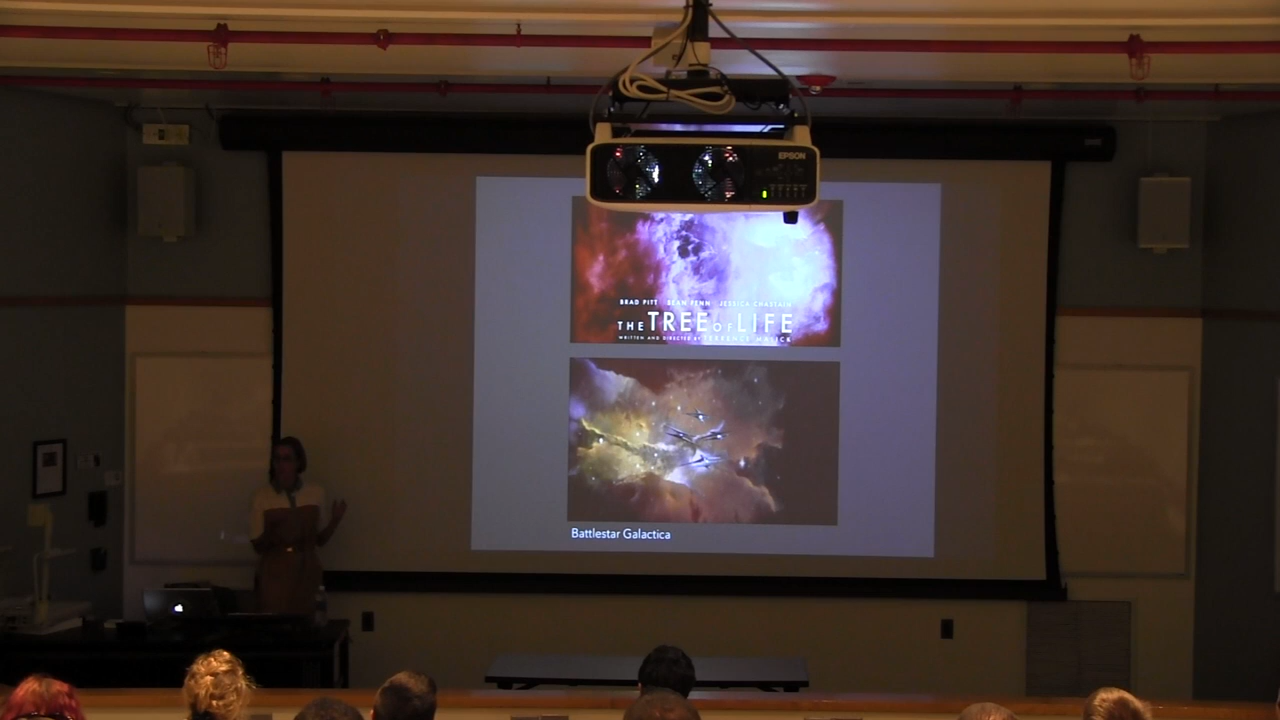 EPSON
BRAD PITT SEAN PENN JESSICA CHASTAIN
THE TREE OF LIFE
WRITTEN AND DIRECTED BY TERRENCE MALICK
Battlestar Galactica